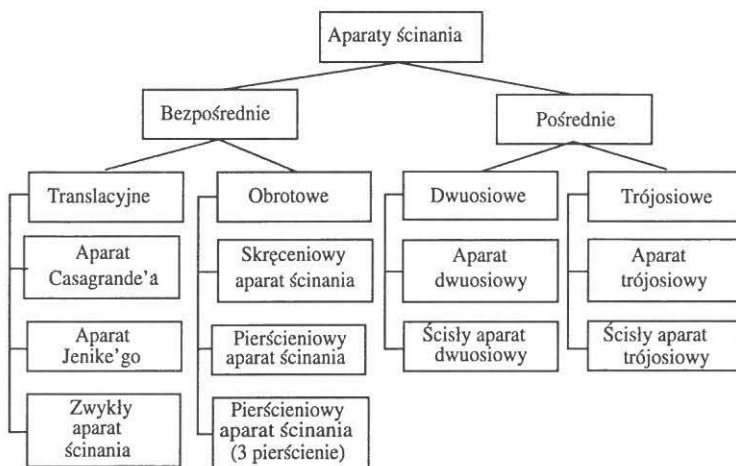 Aparaty ścinania
Bezpośrednie
Pośrednie
Translacyjne
Obrotowe
Dwuosiowe
Trójosiowe
Aparat
Casagrande'a
Skręceniowy
aparat ścinania
Aparat
dwuosiowy
Aparat
trójosiowy
Aparat
Jenike'go
Pierścieniowy
aparat ścinania
Ścisły aparat
dwuosiowy
Ścisły aparat
trójosiowy
Zwykły
aparat
ścinania
Pierścieniowy
aparat ścinania
(3 pierścienie)